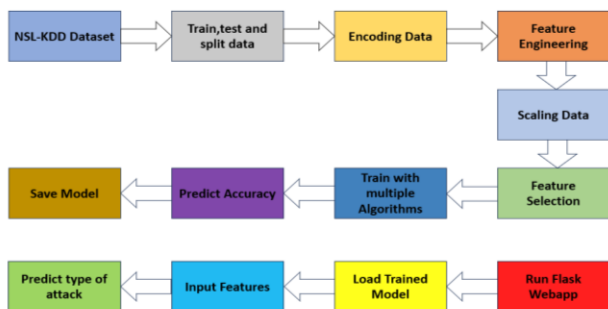 NSL-KDD Dataset
Train,test and
split data
Encoding Data
Feature
Engineering
Scaling Data
Save Model
Predict Accuracy
Train with
multiple
Algorithms
Feature
Selection
Predict type of
attack
Input Features
Load Trained
Model
Run Flask
Webapp